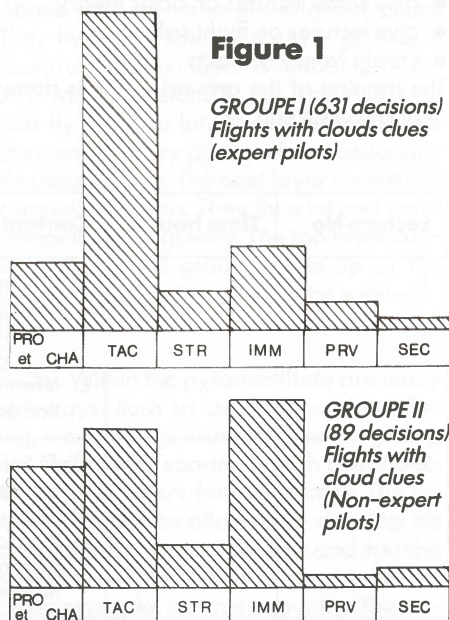 Figure 1
GROUPE I (631 decisions)
Flights with clouds clues
(expert pilots)
PRO
et CHA
TAC
STR
IMM
PRV
SEC
GROUPE II
(89 decisions)
Flights with
cloud clues
(Non-expert
pilots)
PRO
et CHA
TAC
STR
IMM
PRV
SEC